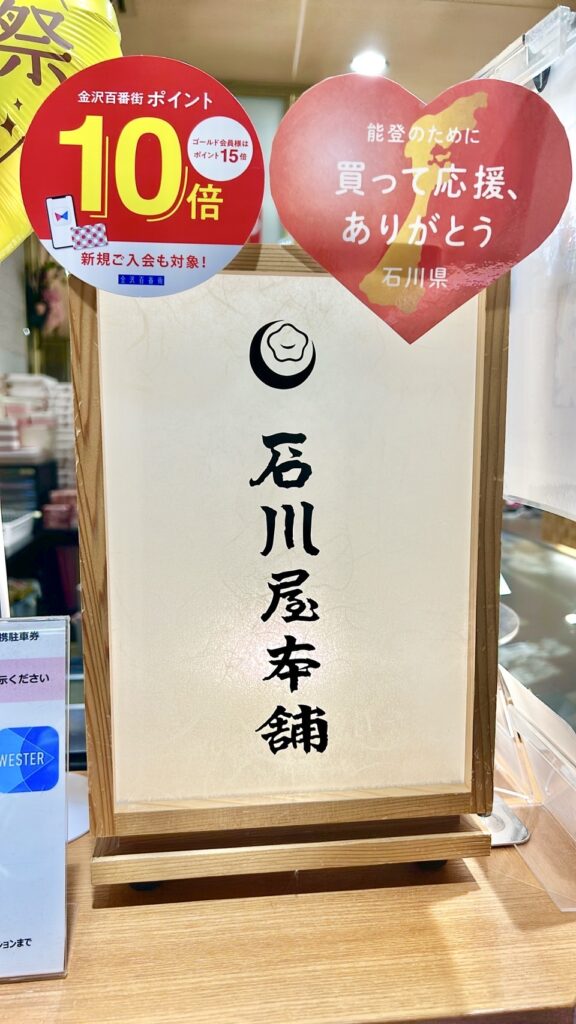 祭
金沢百番街 ポイント
10倍
ゴールド会員様は
ポイント15倍
新規ご入会も対象!
金沢百番街
能登のために
買って応援、
ありがとう
石川県
石川屋本舗
携駐車券
示ください
WESTER
ションまで